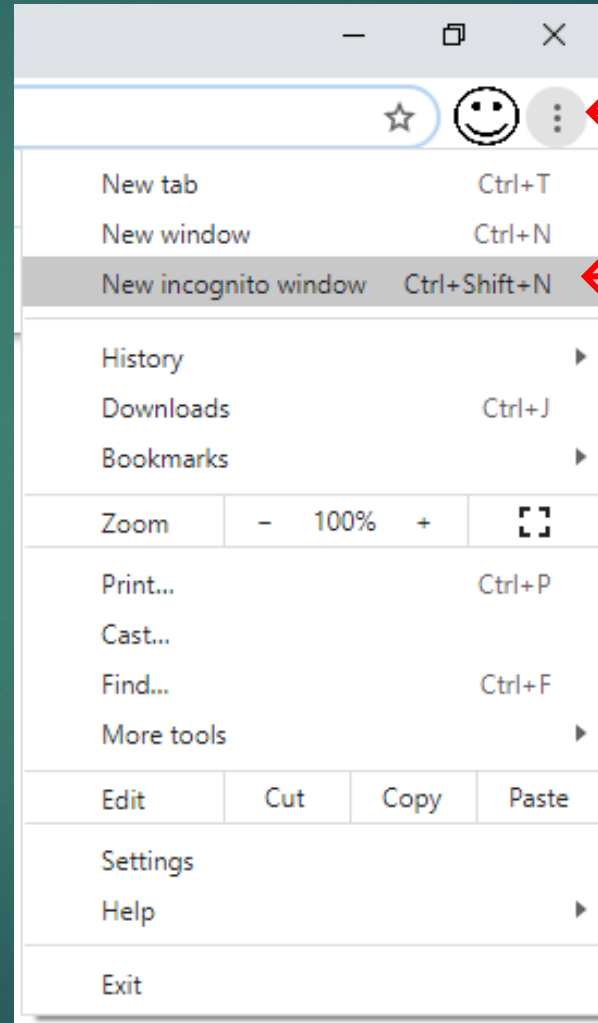 New tab Ctrl+T
New window Ctrl+N
New incognito window Ctrl+Shift+N
History
Downloads Ctrl+J
Bookmarks
Zoom - 100% +
Print... Ctrl+P
Cast...
Find... Ctrl+F
More tools
Edit Cut Copy Paste
Settings
Help
Exit